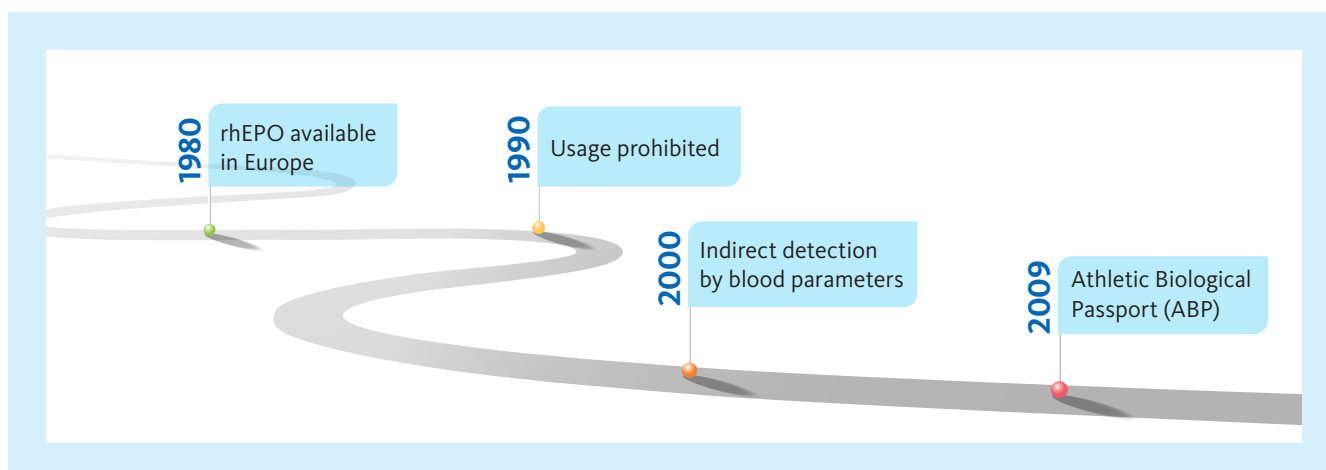 1980
rhEPO available
in Europe
1990
Usage prohibited
2000
Indirect detection
by blood parameters
2009
Athletic Biological
Passport (ABP)